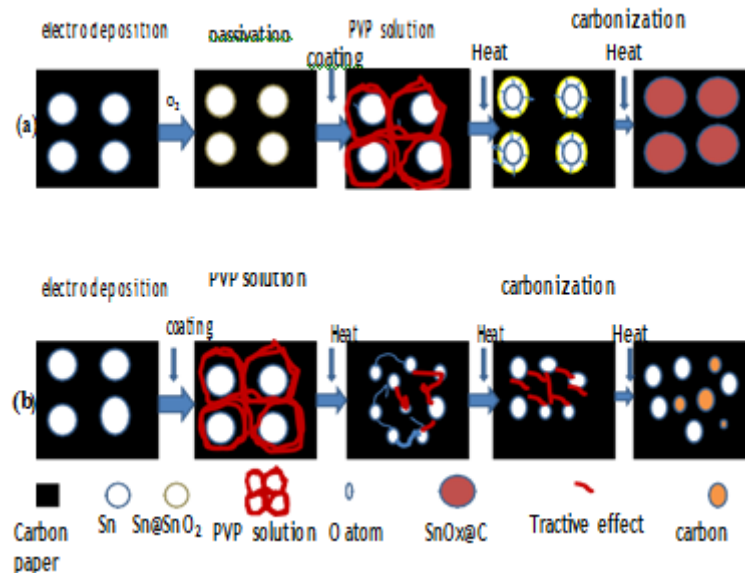 electrodeposition passivation PVP solution carbonization
coating Heat Heat
O2
(a)
electrodeposition PVP solution carbonization
coating Heat Heat Heat
(b)
Carbon paper
Sn
Sn@SnO2
PVP solution
O atom
SnOx@C
Tractive effect
carbon